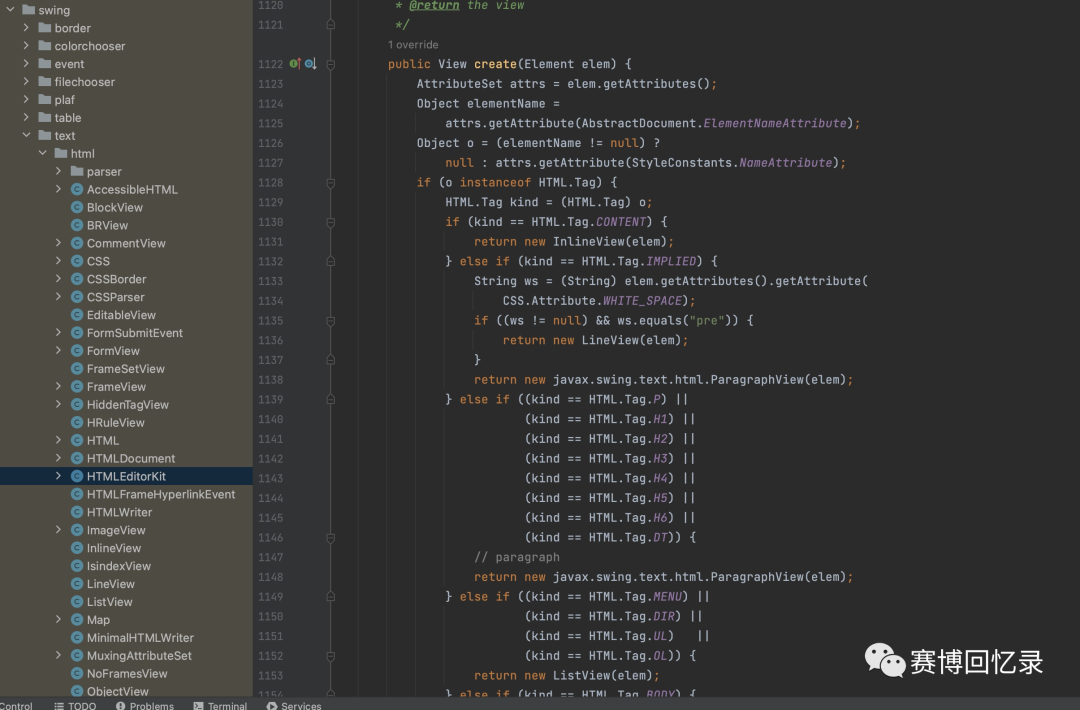 swing
border
colorchooser
event
filechooser
plaf
table
text
html
parser
AccessibleHTML
BlockView
BRView
CommentView
CSS
CSSBorder
CSSParser
EditableView
FormSubmitEvent
FormView
FrameSetView
FrameView
HiddenTagView
HRuleView
HTML
HTMLDocument
HTMLEditorKit
HTMLFrameHyperlinkEvent
HTMLWriter
ImageView
InlineView
IsindexView
LineView
ListView
Map
MinimalHTMLWriter
MuxingAttributeSet
NoFramesView
ObjectView
1120 * @return the view
1121 */
1 override
1122 public View create(Element elem) {
1123 AttributeSet attrs = elem.getAttributes();
1124 Object elementName =
1125 attrs.getAttribute(AbstractDocument.ElementNameAttribute);
1126 Object o = (elementName != null) ?
1127 null : attrs.getAttribute(StyleConstants.NameAttribute);
1128 if (o instanceof HTML.Tag) {
1129 HTML.Tag kind = (HTML.Tag) o;
1130 if (kind == HTML.Tag.CONTENT) {
1131 return new InlineView(elem);
1132 } else if (kind == HTML.Tag.IMPLIED) {
1133 String ws = (String) elem.getAttributes().getAttribute(
1134 CSS.Attribute.WHITE_SPACE);
1135 if ((ws != null) && ws.equals("pre")) {
1136 return new LineView(elem);
1137 }
1138 return new javax.swing.text.html.ParagraphView(elem);
1139 } else if ((kind == HTML.Tag.P) ||
1140 (kind == HTML.Tag.H1) ||
1141 (kind == HTML.Tag.H2) ||
1142 (kind == HTML.Tag.H3) ||
1143 (kind == HTML.Tag.H4) ||
1144 (kind == HTML.Tag.H5) ||
1145 (kind == HTML.Tag.H6) ||
1146 (kind == HTML.Tag.DT)) {
1147 // paragraph
1148 return new javax.swing.text.html.ParagraphView(elem);
1149 } else if ((kind == HTML.Tag.MENU) ||
1150 (kind == HTML.Tag.DIR) ||
1151 (kind == HTML.Tag.UL) ||
1152 (kind == HTML.Tag.OL)) {
1153 return new ListView(elem);
1154 } else if (kind == HTML.Tag.BODY) {
赛博回忆录
Control TODO Problems Terminal Services